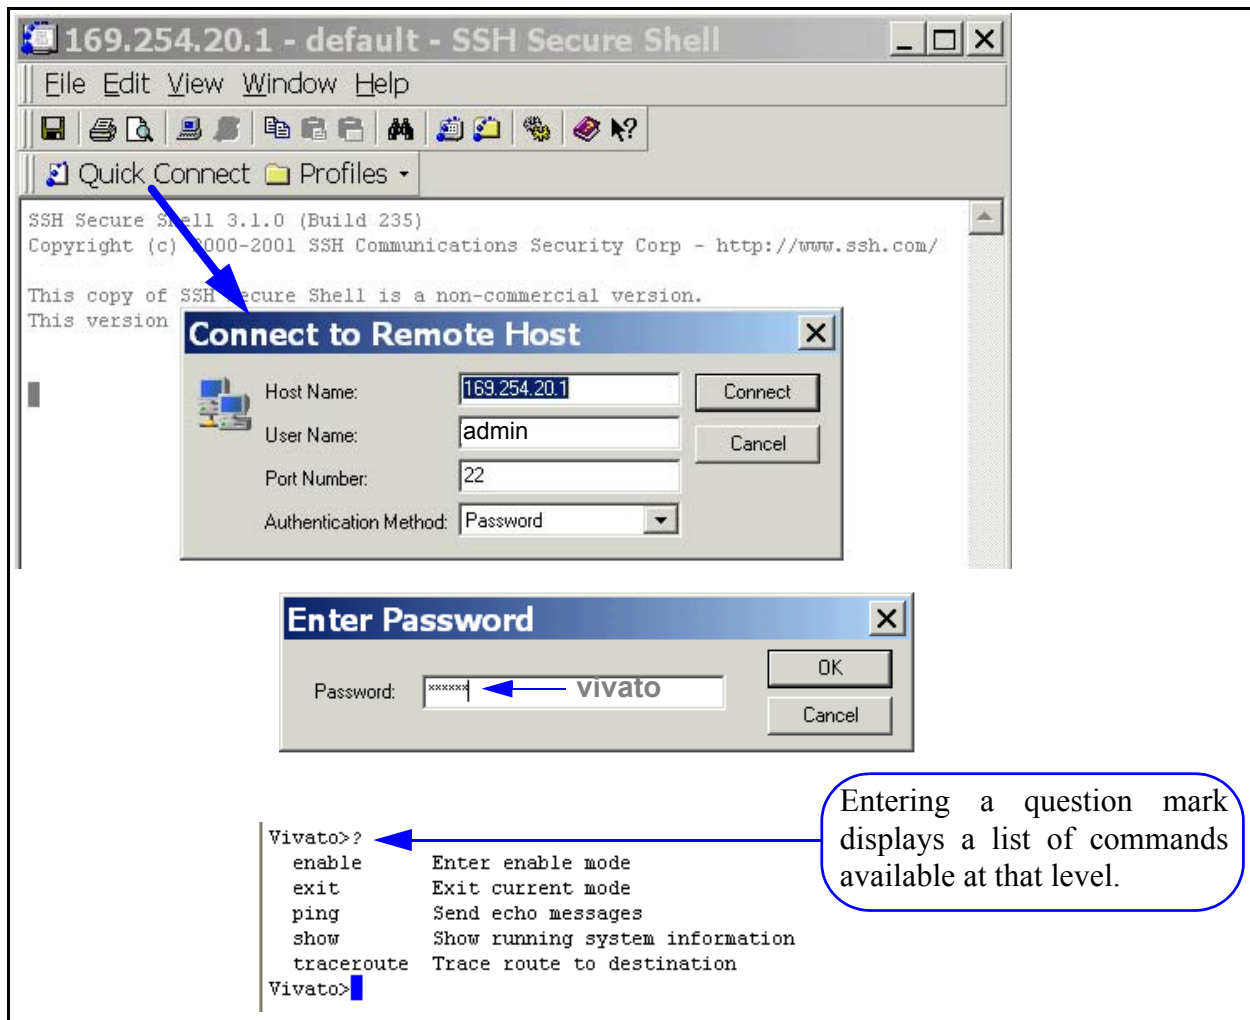 169.254.20.1 - default - SSH Secure Shell
File Edit View Window Help
Quick Connect Profiles
SSH Secure Shell 3.1.0 (Build 235)
Copyright (c) 2000-2001 SSH Communications Security Corp - http://www.ssh.com/
This copy of SSH Secure Shell is a non-commercial version.
This version
Connect to Remote Host
Host Name: 169.254.20.1 Connect
User Name: admin Cancel
Port Number: 22
Authentication Method: Password
Enter Password
Password: xxxxxx vivato OK
Cancel
Entering a question mark
displays a list of commands
available at that level.
Vivato>?
enable Enter enable mode
exit Exit current mode
ping Send echo messages
show Show running system information
traceroute Trace route to destination
Vivato>